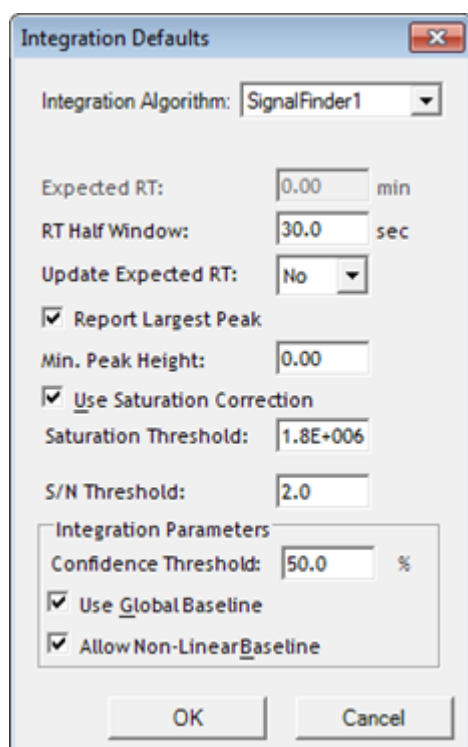 Integration Defaults
Integration Algorithm: SignalFinder1
Expected RT: 0.00 min
RT Half Window: 30.0 sec
Update Expected RT: No
Report Largest Peak
Min. Peak Height: 0.00
Use Saturation Correction
Saturation Threshold: 1.8E+006
S/N Threshold: 2.0
Integration Parameters
Confidence Threshold: 50.0 %
Use Global Baseline
Allow Non-LinearBaseline
OK Cancel